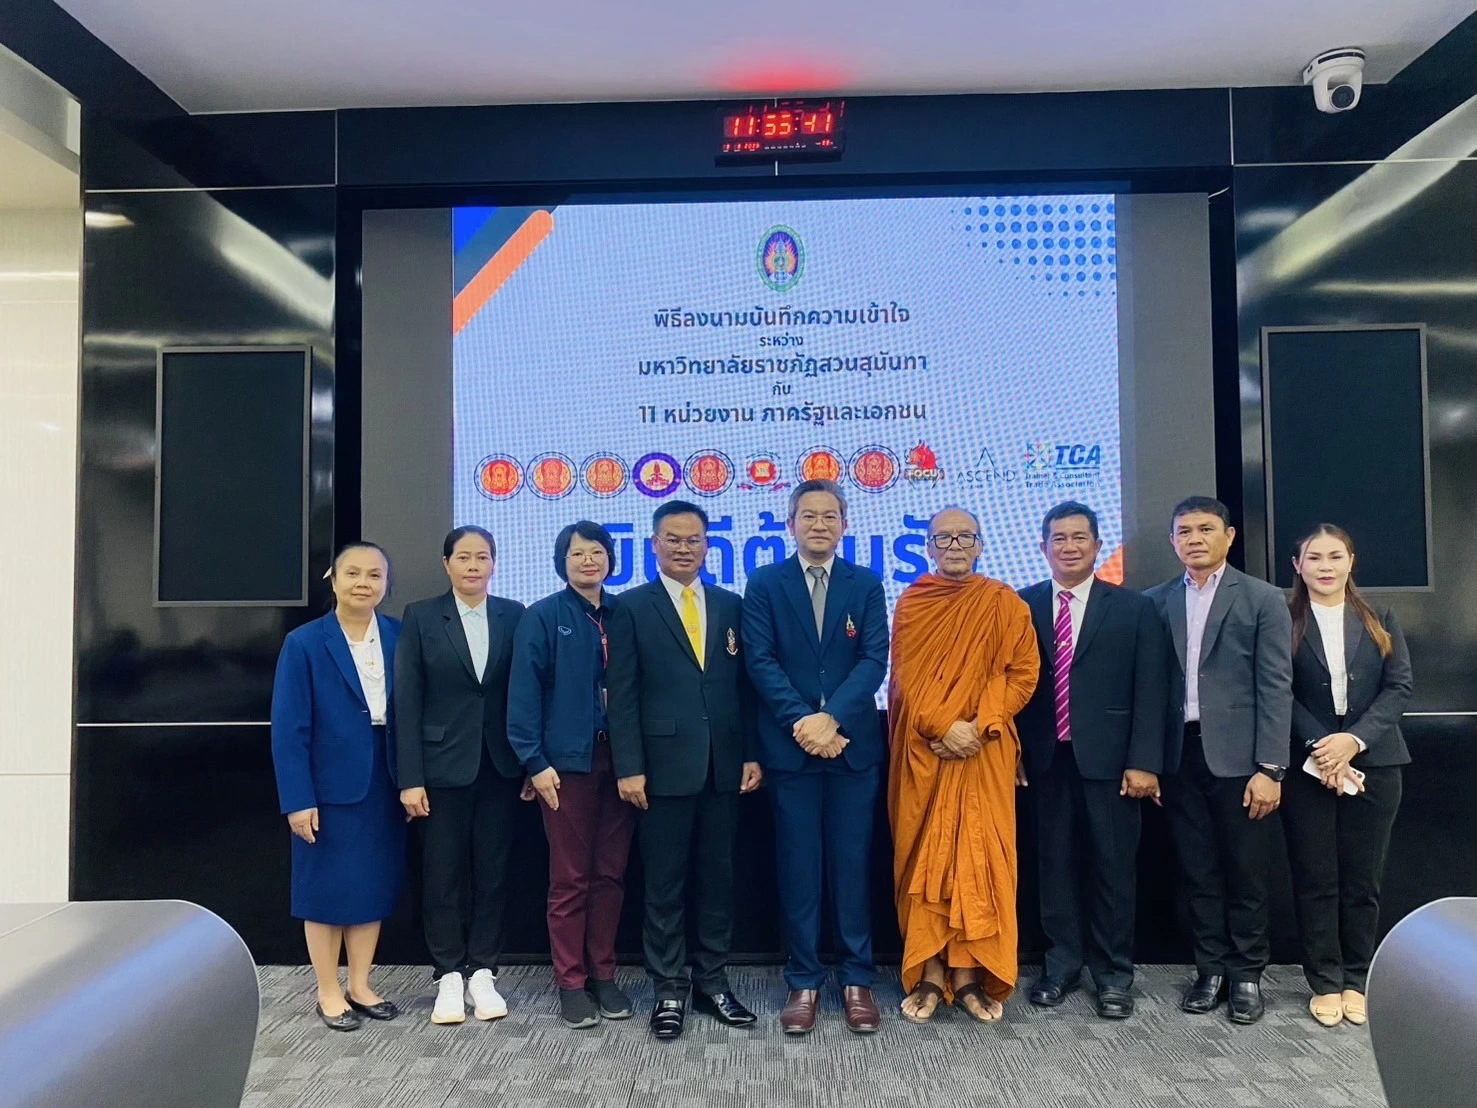 11:55:41
พิธีลงนามบันทึกความเข้าใจ
ระหว่าง
มหาวิทยาลัยราชภัฏสวนสุนันทา
กับ
11 หน่วยงาน ภาครัฐและเอกชน
FOCUS
ASCEND
TCA
Trainer & Consultant
Trade Association